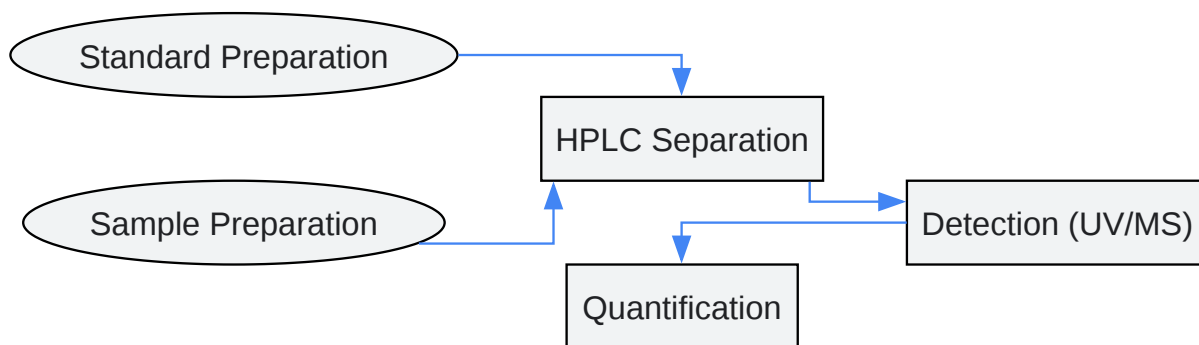 Standard Preparation
HPLC Separation
Sample Preparation
Detection (UV/MS)
Quantification